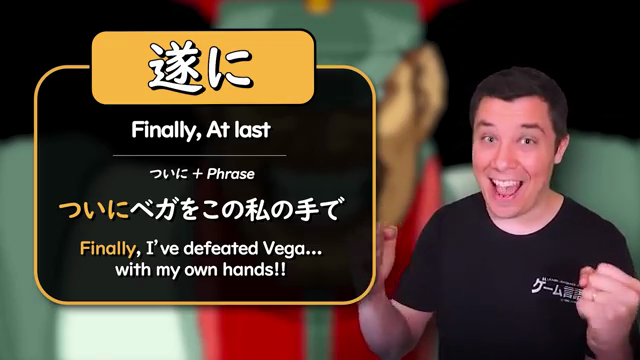 遂に
Finally, At last
ついに + Phrase
ついにベガをこの私の手で
Finally, I've defeated Vega...
with my own hands!!
ゲーム言語